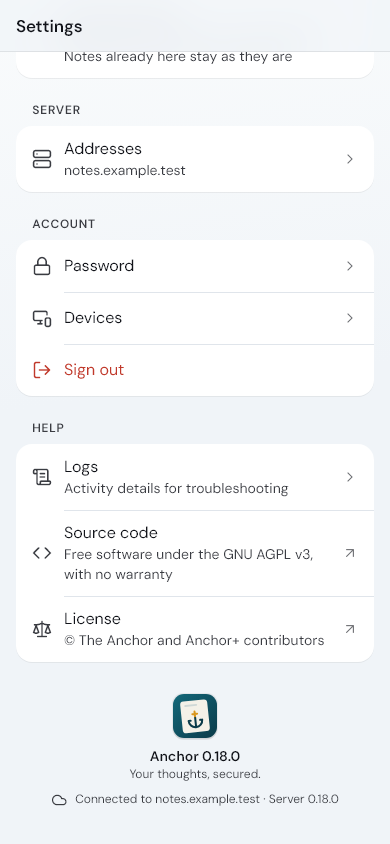 Settings
Notes already here stay as they are
SERVER
Addresses
notes.example.test
ACCOUNT
Password
Devices
Sign out
HELP
Logs
Activity details for troubleshooting
Source code
Free software under the GNU AGPL v3,
with no warranty
License
© The Anchor and Anchor+ contributors
Anchor 0.18.0
Your thoughts, secured.
Connected to notes.example.test · Server 0.18.0